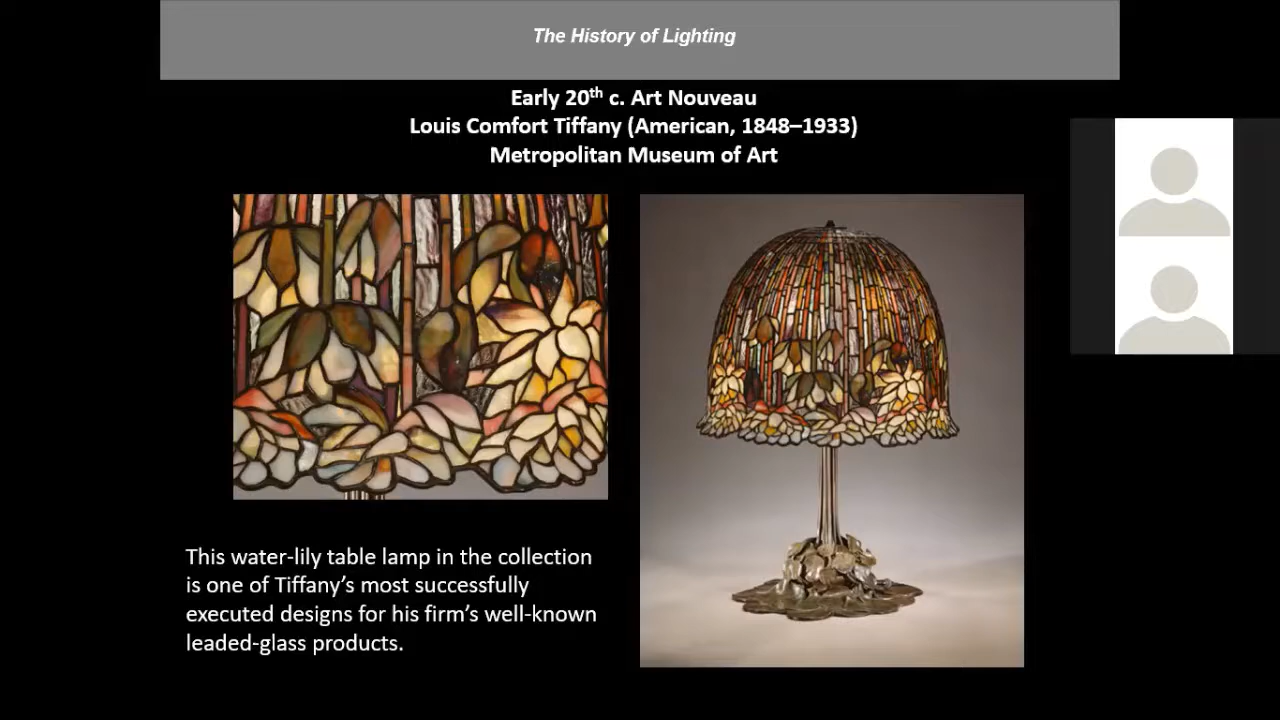 The History of Lighting
Early 20th c. Art Nouveau
Louis Comfort Tiffany (American, 1848–1933)
Metropolitan Museum of Art
This water-lily table lamp in the collection
is one of Tiffany’s most successfully
executed designs for his firm’s well-known
leaded-glass products.